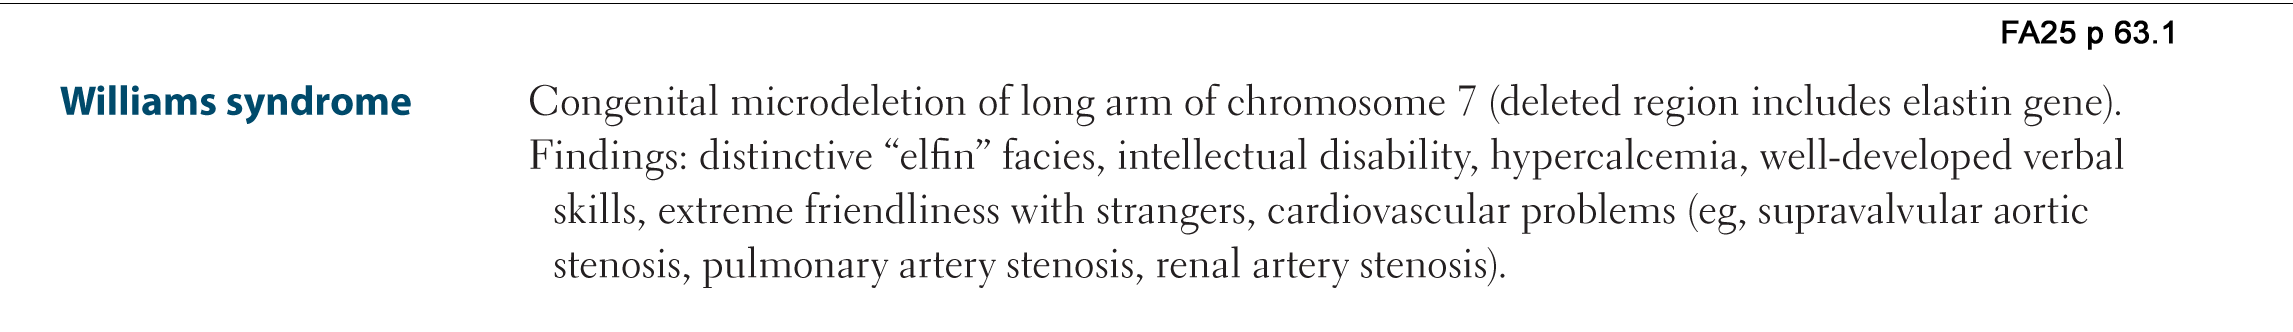 FA25 p 63.1
Williams syndrome Congenital microdeletion of long arm of chromosome 7 (deleted region includes elastin gene).
Findings: distinctive “elfin” facies, intellectual disability, hypercalcemia, well-developed verbal
skills, extreme friendliness with strangers, cardiovascular problems (eg, supravalvular aortic
stenosis, pulmonary artery stenosis, renal artery stenosis).